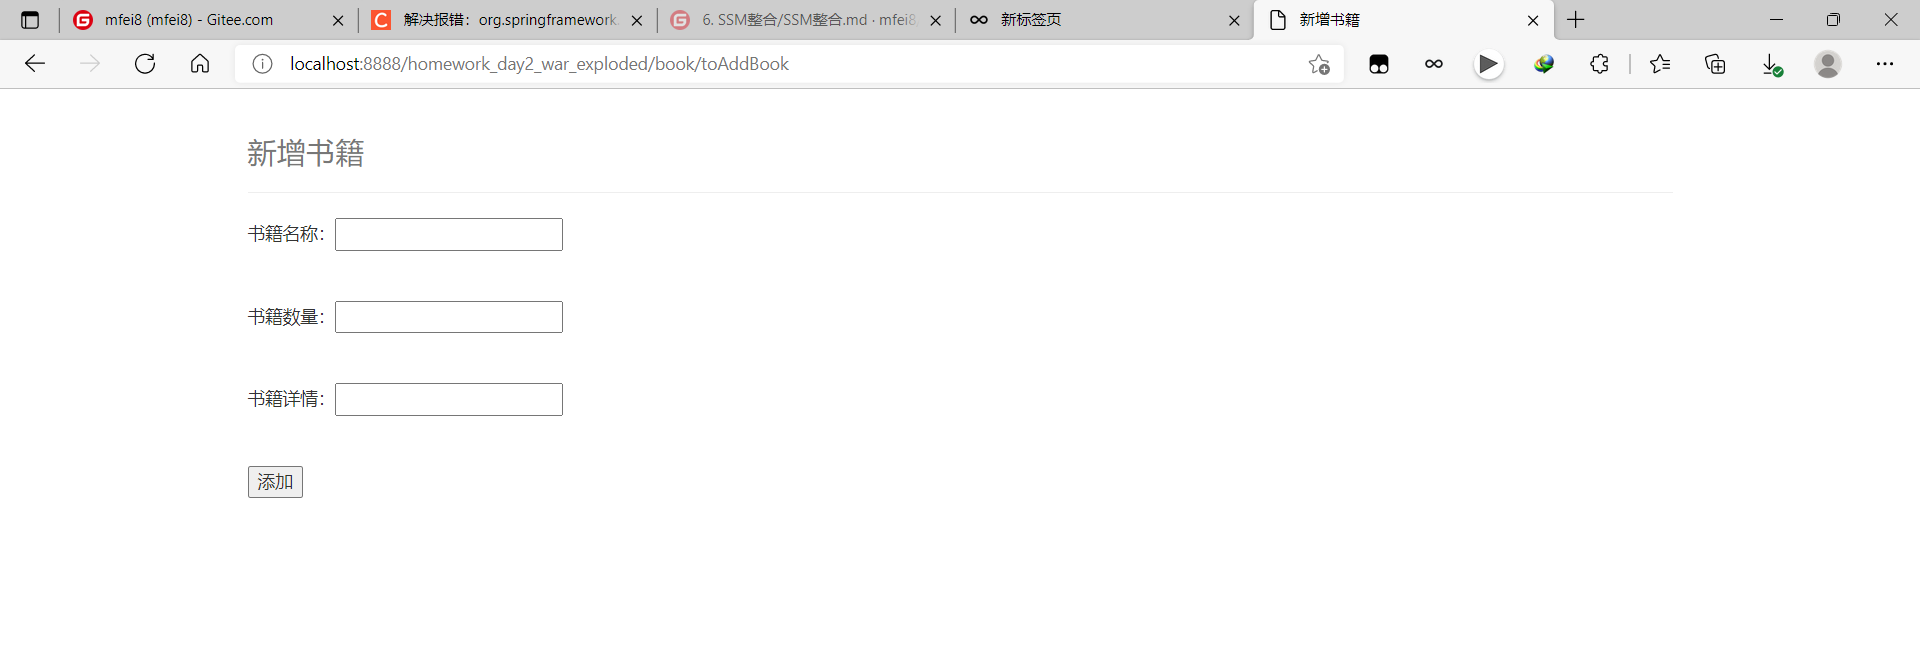 mfei8 (mfei8) - Gitee.com
解决报错：org.springframework.
6. SSM整合/SSM整合.md · mfei8
新标签页
新增书籍
localhost:8888/homework_day2_war_exploded/book/toAddBook
新增书籍
书籍名称：
书籍数量：
书籍详情：
添加